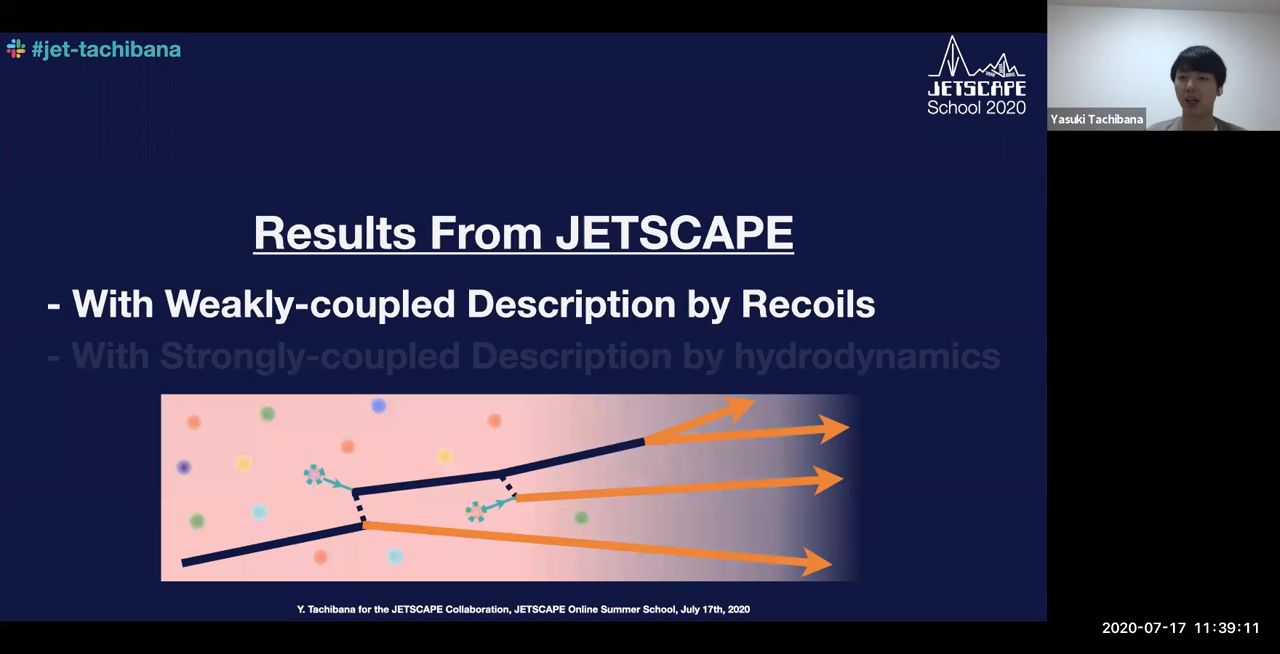 #jet-tachibana
JETSCAPE
School 2020
Yasuki Tachibana
Results From JETSCAPE
- With Weakly-coupled Description by Recoils
- With Strongly-coupled Description by hydrodynamics
Y. Tachibana for the JETSCAPE Collaboration, JETSCAPE Online Summer School, July 17th, 2020
2020-07-17 11:39:11